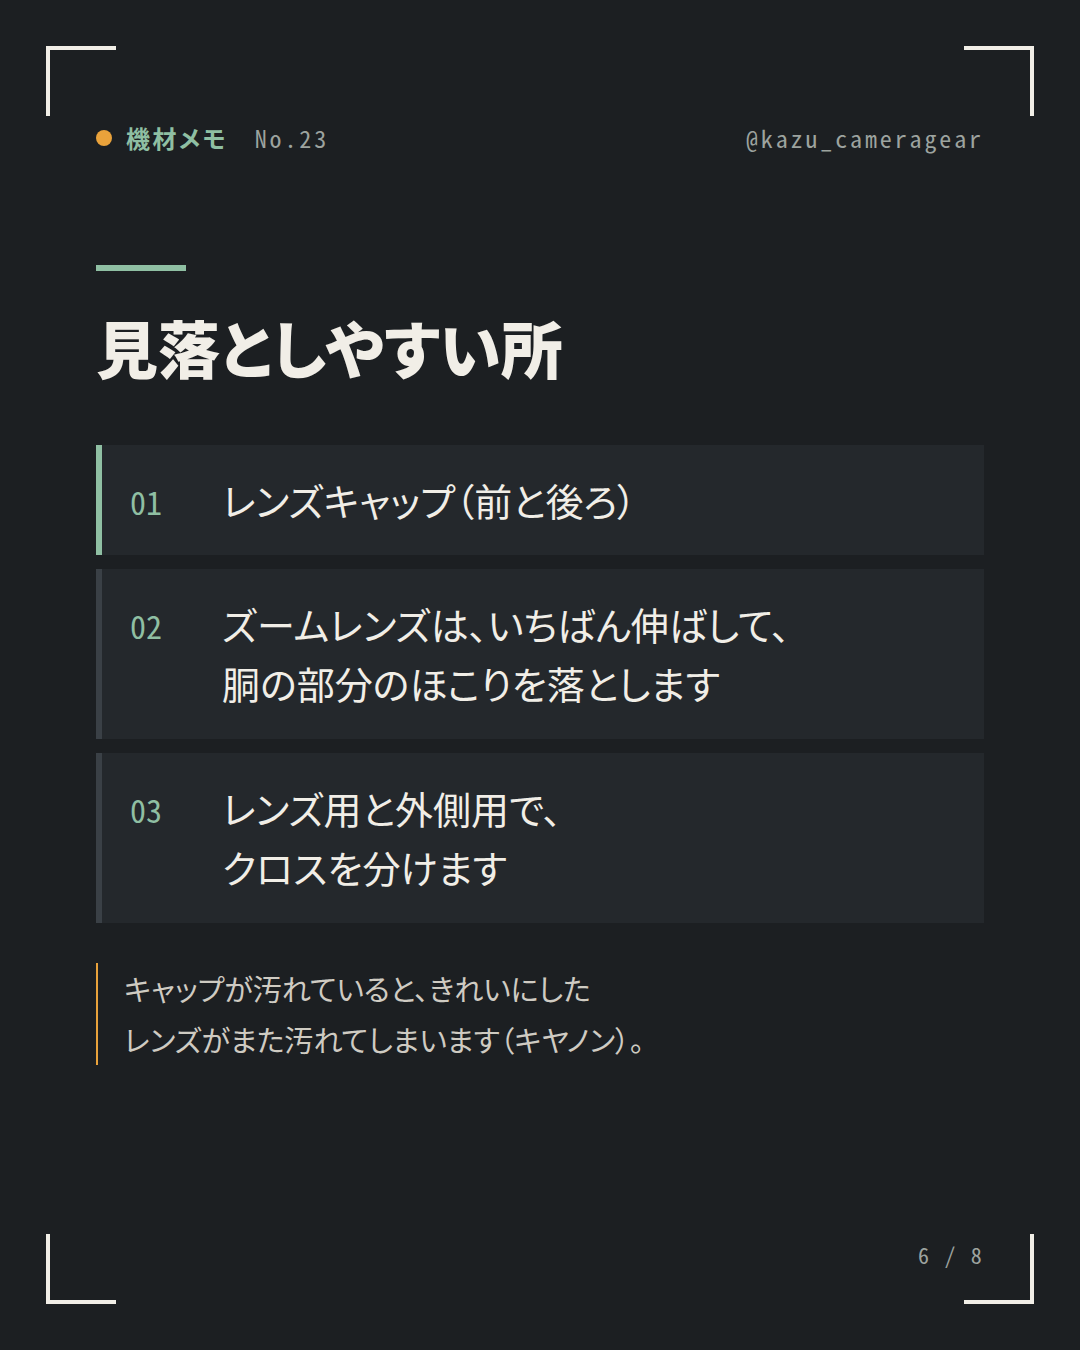 機材メモ No.23 @kazu_cameragear
見落としやすい所
01 レンズキャップ（前と後ろ）
02 ズームレンズは、いちばん伸ばして、
胴の部分のほこりを落とします
03 レンズ用と外側用で、
クロスを分けます
キャップが汚れていると、きれいにした
レンズがまた汚れてしまいます（キヤノン）。
6 / 8